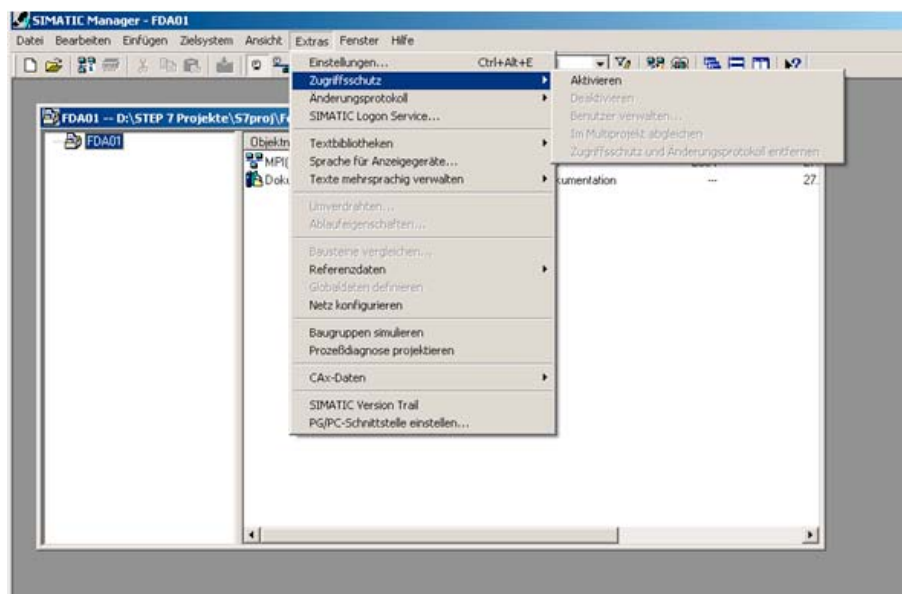 SIMATIC Manager - FDA01
Datei Bearbeiten Einfügen Zielsystem Ansicht Extras Fenster Hilfe
Einstellungen... Ctrl+Alt+E
Zugriffsschutz
Änderungsprotokoll
SIMATIC Logon Service...
Textbibliotheken
Sprache für Anzeigegeräte...
Texte mehrsprachig verwalten
Umverdrahten...
Ablaufeigenschaften...
Bausteine vergleichen...
Referenzdaten
Globaldaten definieren
Netz konfigurieren
Baugruppen simulieren
Prozeßdiagnose projektieren
CAx-Daten
SIMATIC Version Trail
PG/PC-Schnittstelle einstellen...
Aktivieren
Deaktivieren
Benutzer verwalten...
Im Multiprojekt abgleichen
Zugriffsschutz und Änderungsprotokoll entfernen
FDA01 -- D:\STEP 7 Projekte\S7proj\F
FDA01
Objektn
MPI(
Doku kumentation --- 27.